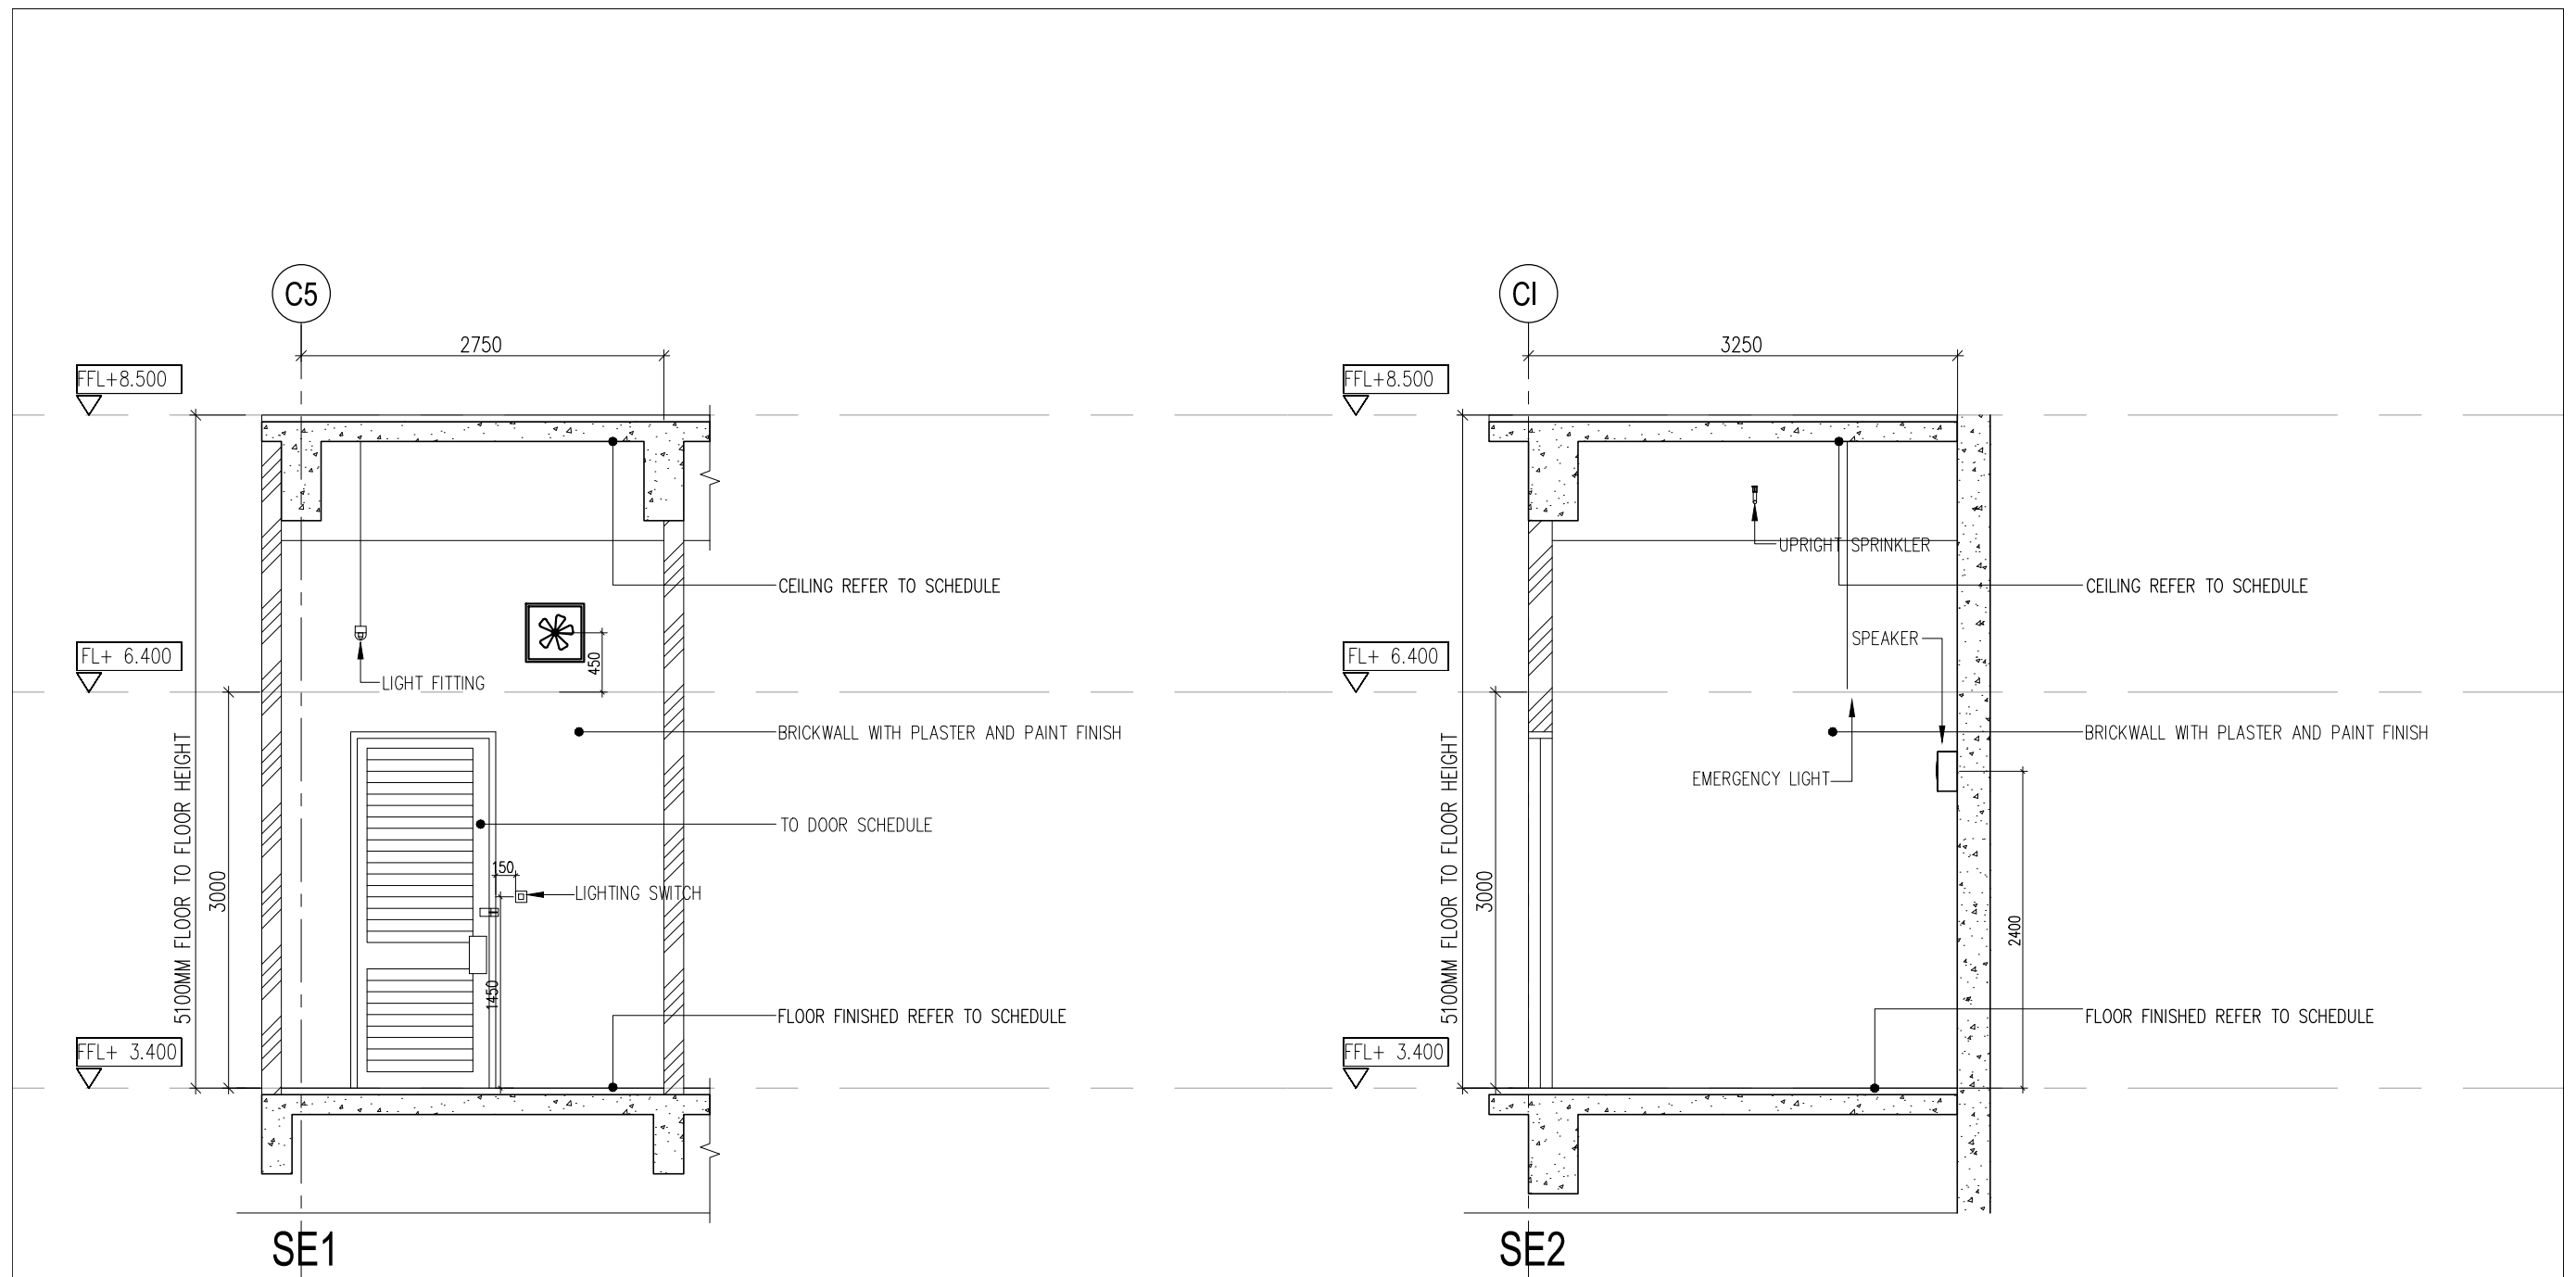 C5
2750
FFL+8.500
FL+ 6.400
FFL+ 3.400
5100MM FLOOR TO FLOOR HEIGHT
3000
LIGHT FITTING
450
CEILING REFER TO SCHEDULE
BRICKWALL WITH PLASTER AND PAINT FINISH
TO DOOR SCHEDULE
150
LIGHTING SWITCH
1450
FLOOR FINISHED REFER TO SCHEDULE
SE1
CI
3250
FFL+8.500
FL+ 6.400
FFL+ 3.400
5100MM FLOOR TO FLOOR HEIGHT
3000
UPRIGHT SPRINKLER
CEILING REFER TO SCHEDULE
SPEAKER
BRICKWALL WITH PLASTER AND PAINT FINISH
EMERGENCY LIGHT
2400
FLOOR FINISHED REFER TO SCHEDULE
SE2